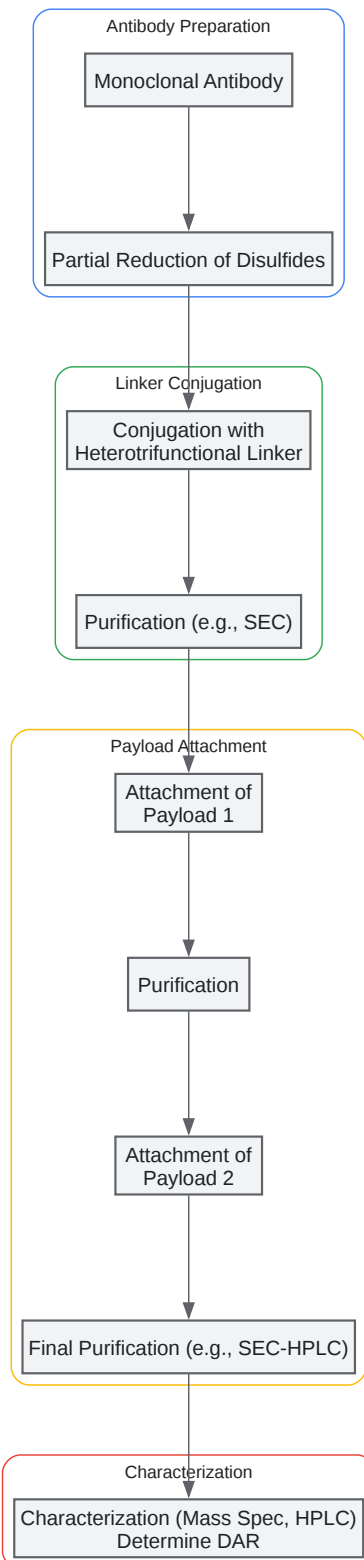 Antibody Preparation
Monoclonal Antibody
Partial Reduction of Disulfides
Linker Conjugation
Conjugation with
Heterotrifunctional Linker
Purification (e.g., SEC)
Payload Attachment
Attachment of
Payload 1
Purification
Attachment of
Payload 2
Final Purification (e.g., SEC-HPLC)
Characterization
Characterization (Mass Spec, HPLC)
Determine DAR